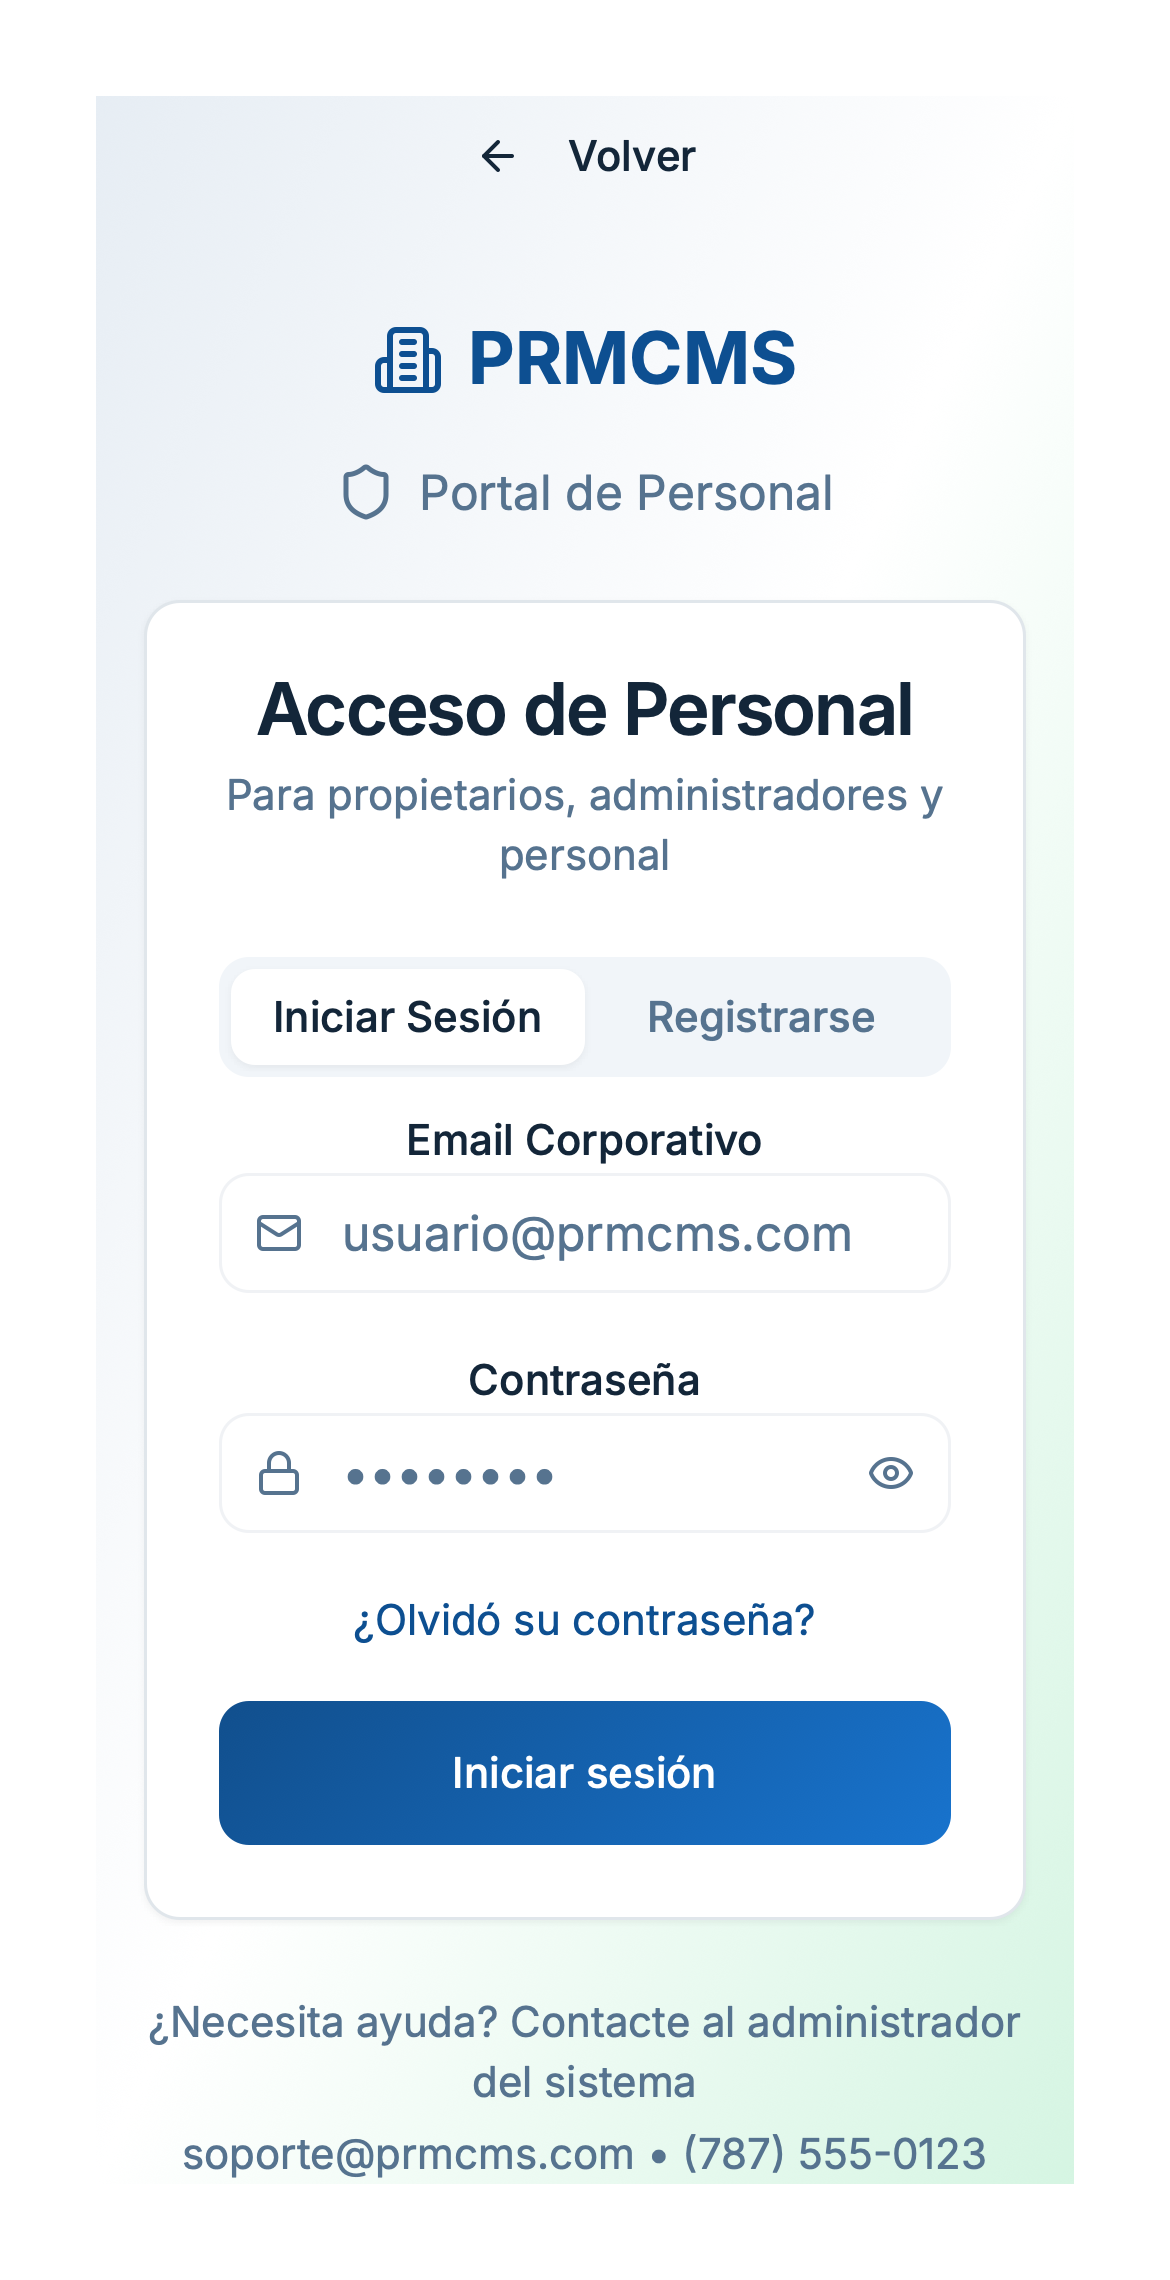 Volver
PRMCMS
Portal de Personal
Acceso de Personal
Para propietarios, administradores y
personal
Iniciar Sesión
Registrarse
Email Corporativo
usuario@prmcms.com
Contraseña
••••••••
¿Olvidó su contraseña?
Iniciar sesión
¿Necesita ayuda? Contacte al administrador
del sistema
soporte@prmcms.com • (787) 555-0123